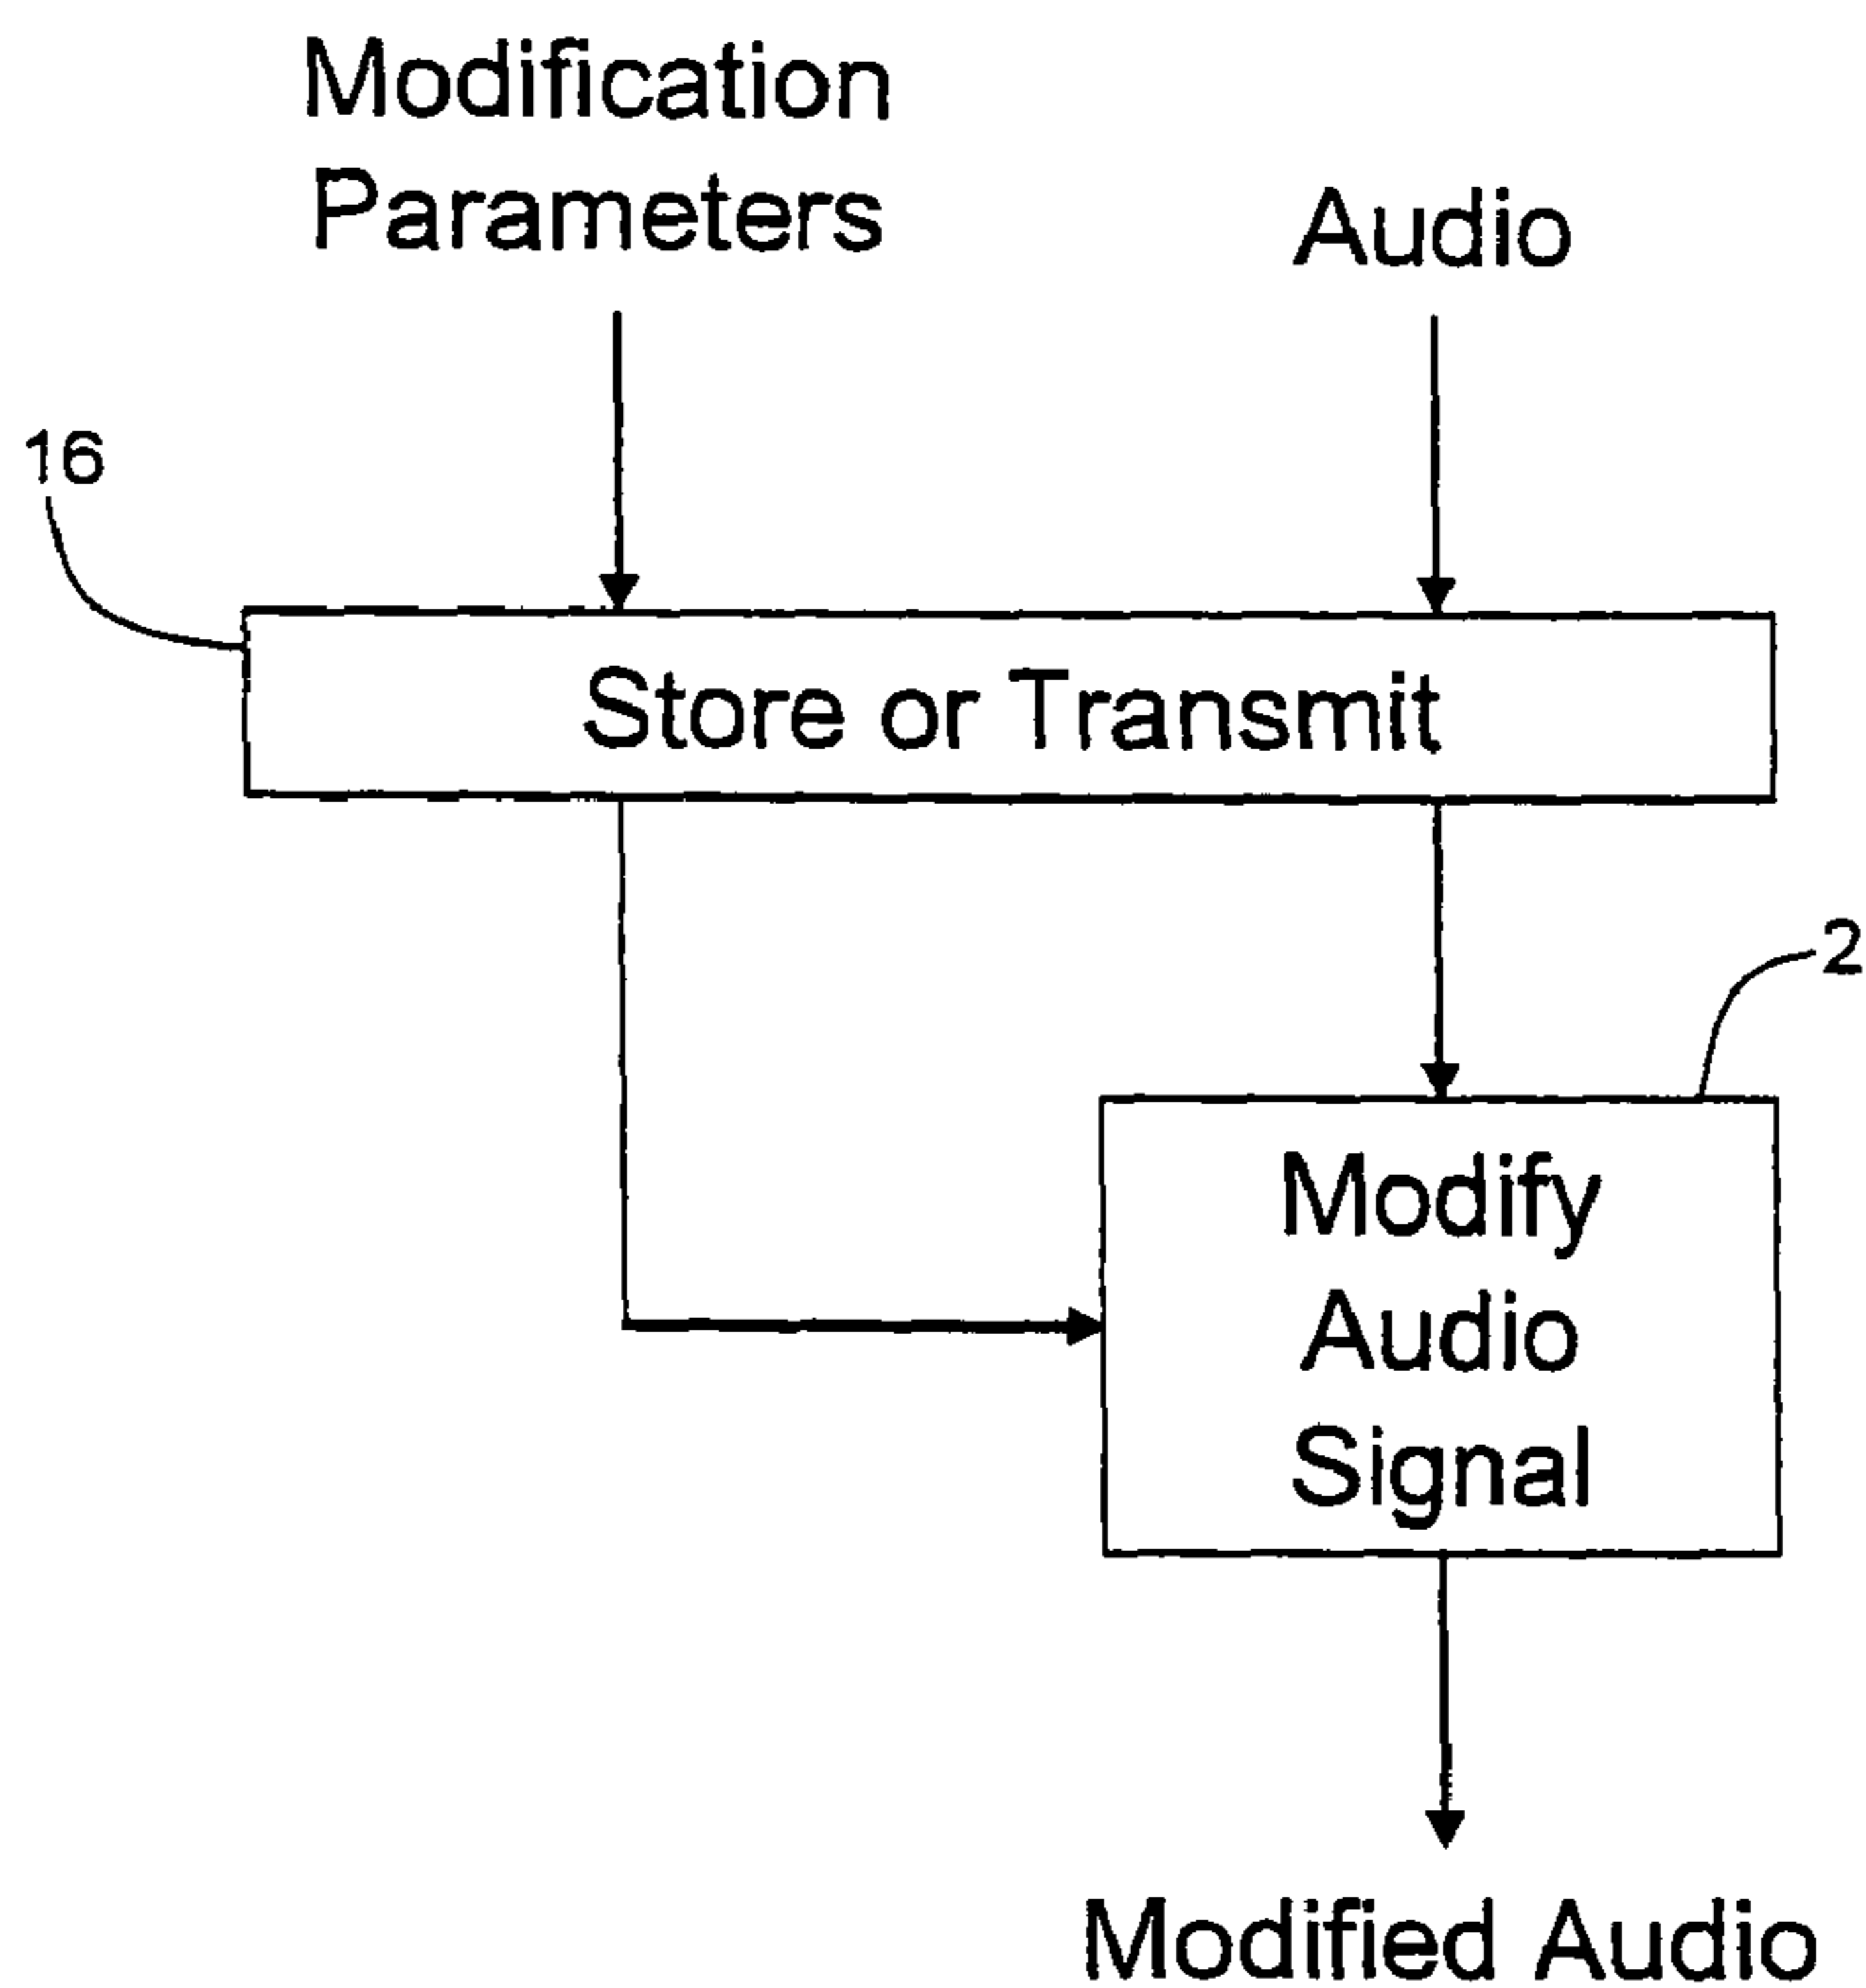 Modification
Parameters
Audio
16
Store or Transmit
2
Modify
Audio
Signal
Modified Audio